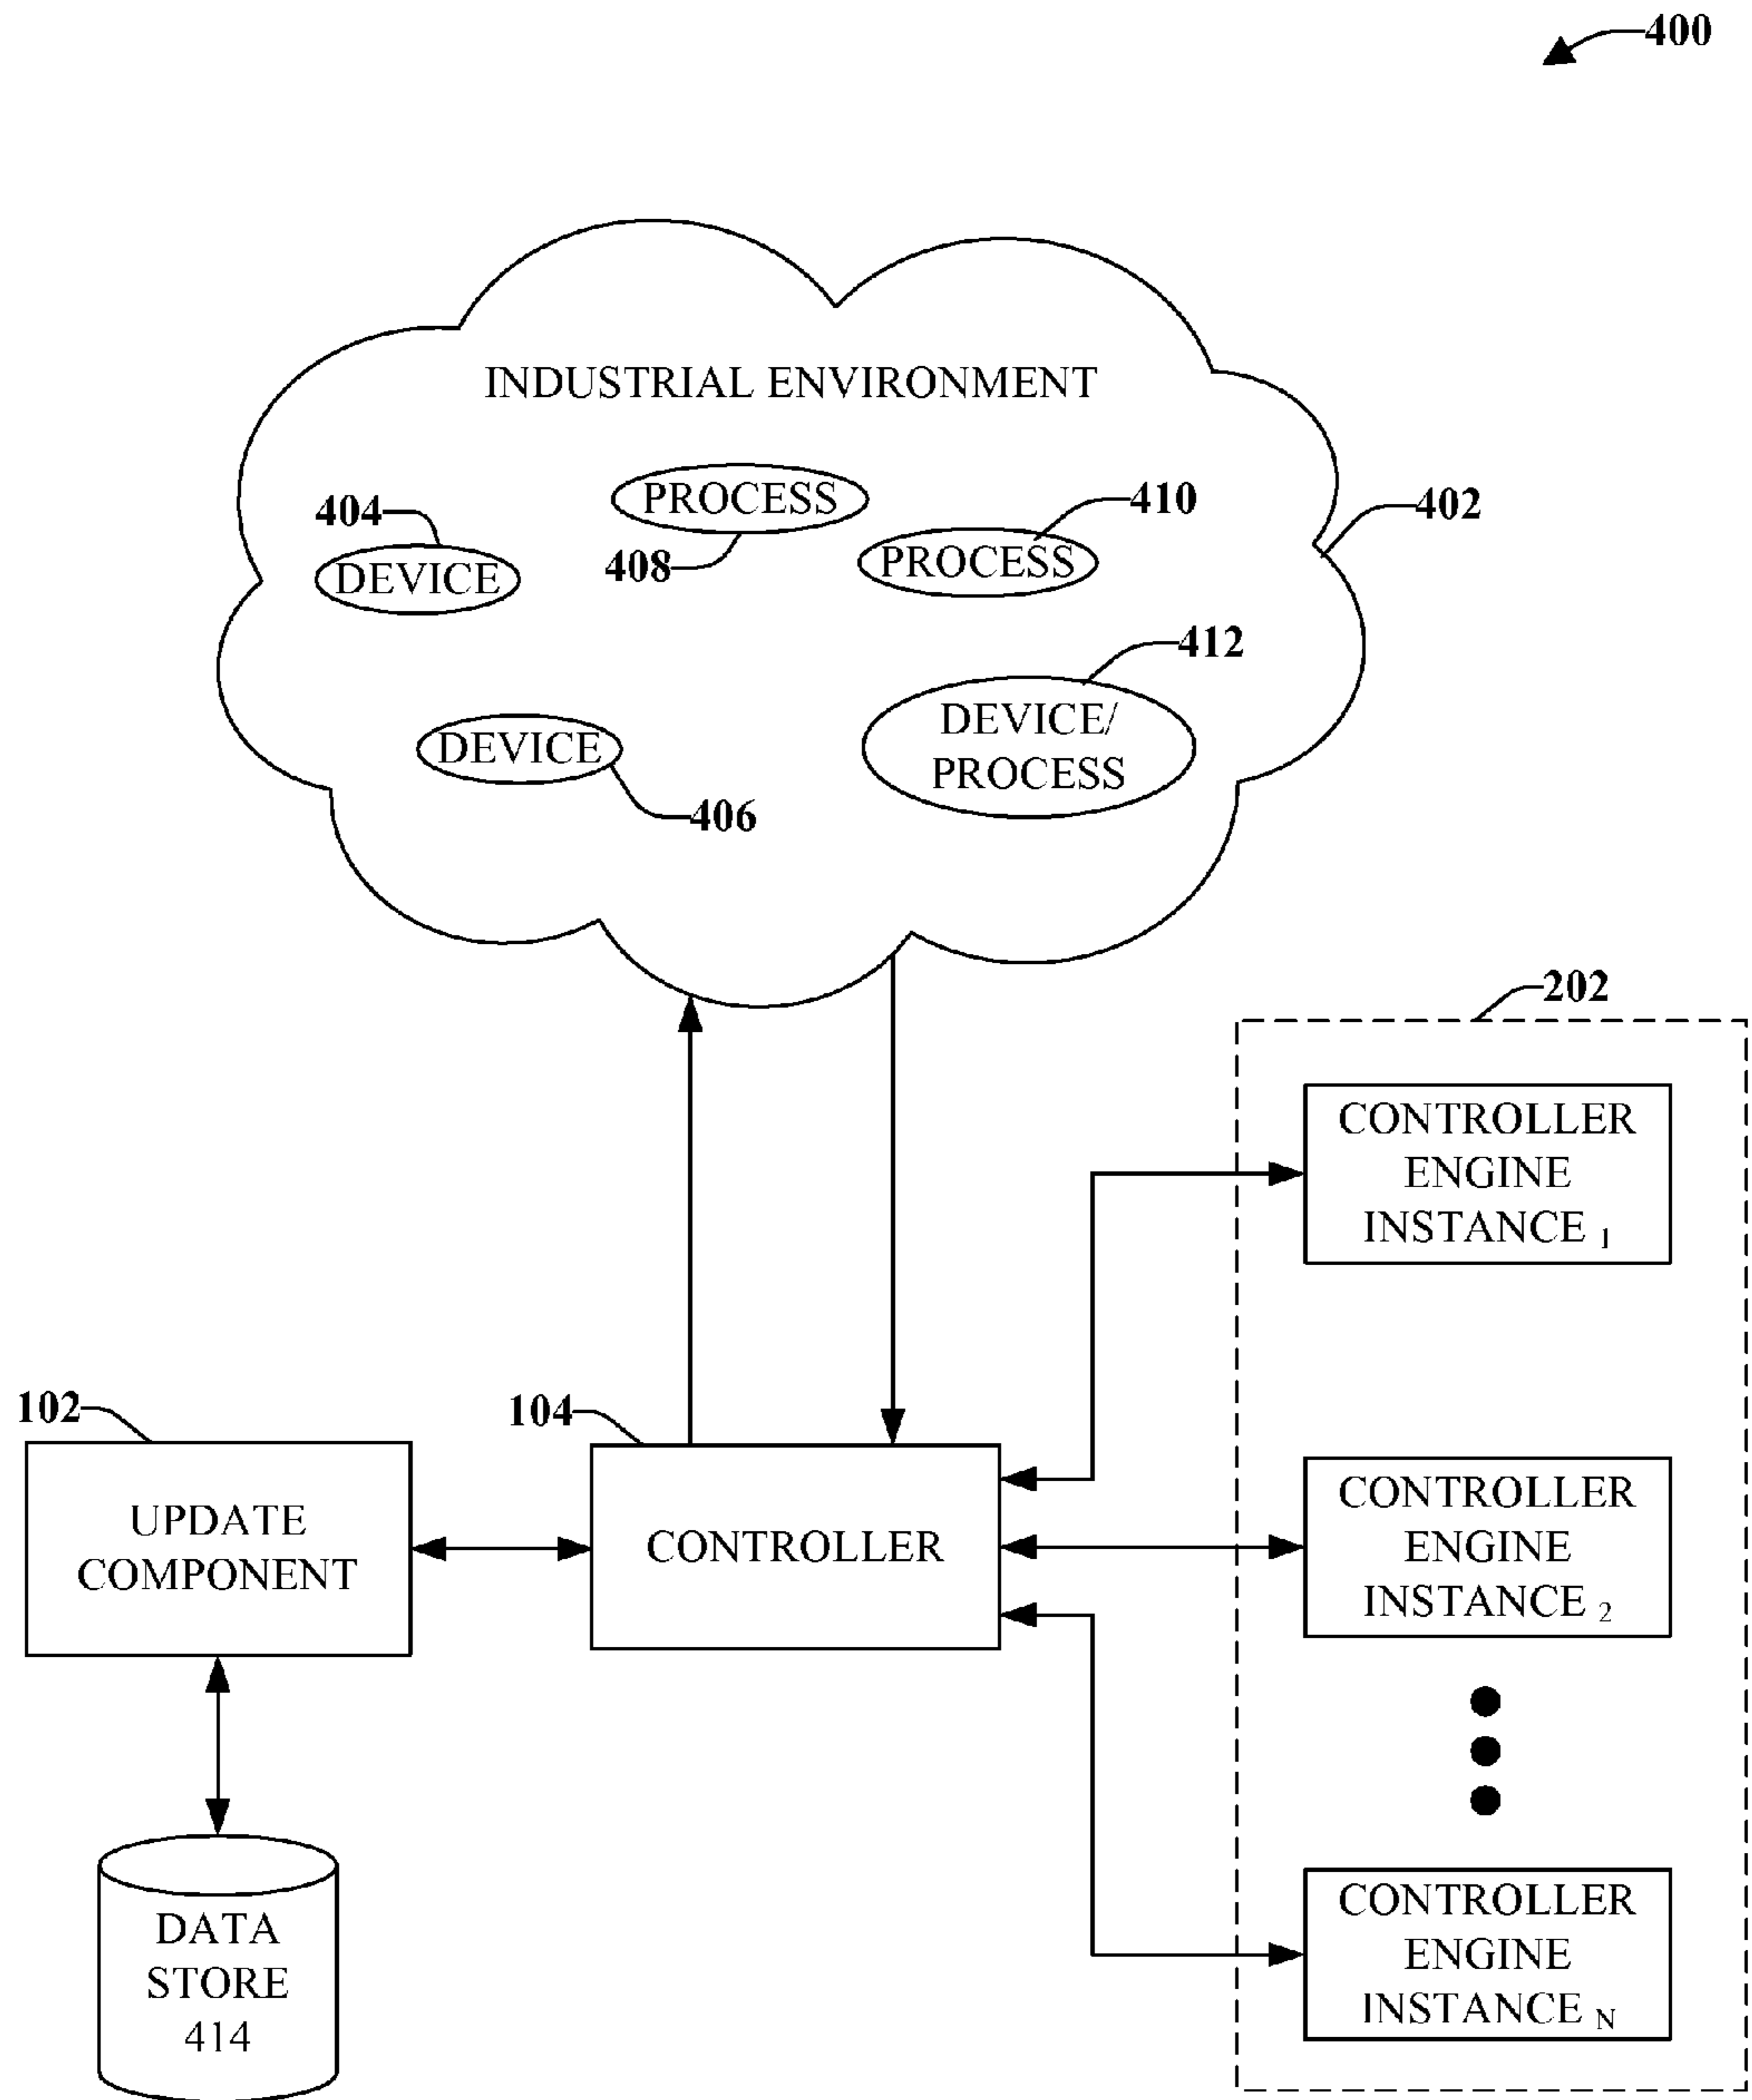 400
INDUSTRIAL ENVIRONMENT
404
PROCESS
410
402
DEVICE
408
PROCESS
412
DEVICE
406
DEVICE/
PROCESS
202
CONTROLLER
ENGINE
INSTANCE 1
102
104
UPDATE
COMPONENT
CONTROLLER
CONTROLLER
ENGINE
INSTANCE 2
DATA
STORE
414
CONTROLLER
ENGINE
INSTANCE N